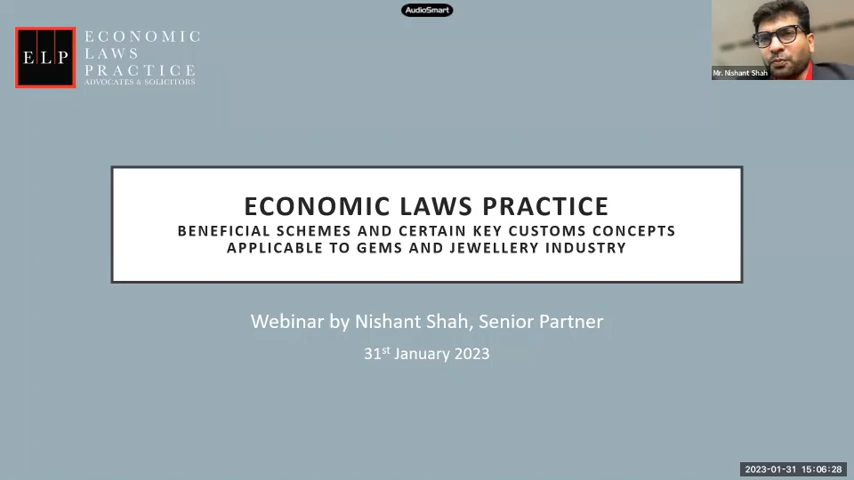 AudioSmart
ELP
ECONOMIC
LAWS
PRACTICE
ADVOCATES & SOLICITORS
Mr. Nishant Shah
ECONOMIC LAWS PRACTICE
BENEFICIAL SCHEMES AND CERTAIN KEY CUSTOMS CONCEPTS
APPLICABLE TO GEMS AND JEWELLERY INDUSTRY
Webinar by Nishant Shah, Senior Partner
31st January 2023
2023-01-31 15:06:28